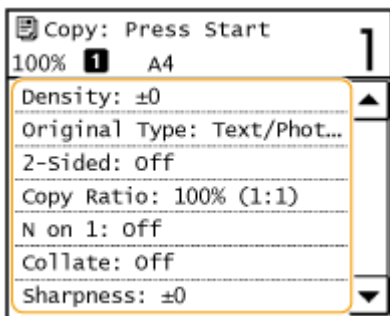 Copy: Press Start
100% 1 A4 1
Density: ±0
Original Type: Text/Phot...
2-Sided: Off
Copy Ratio: 100% (1:1)
N on 1: Off
Collate: Off
Sharpness: ±0